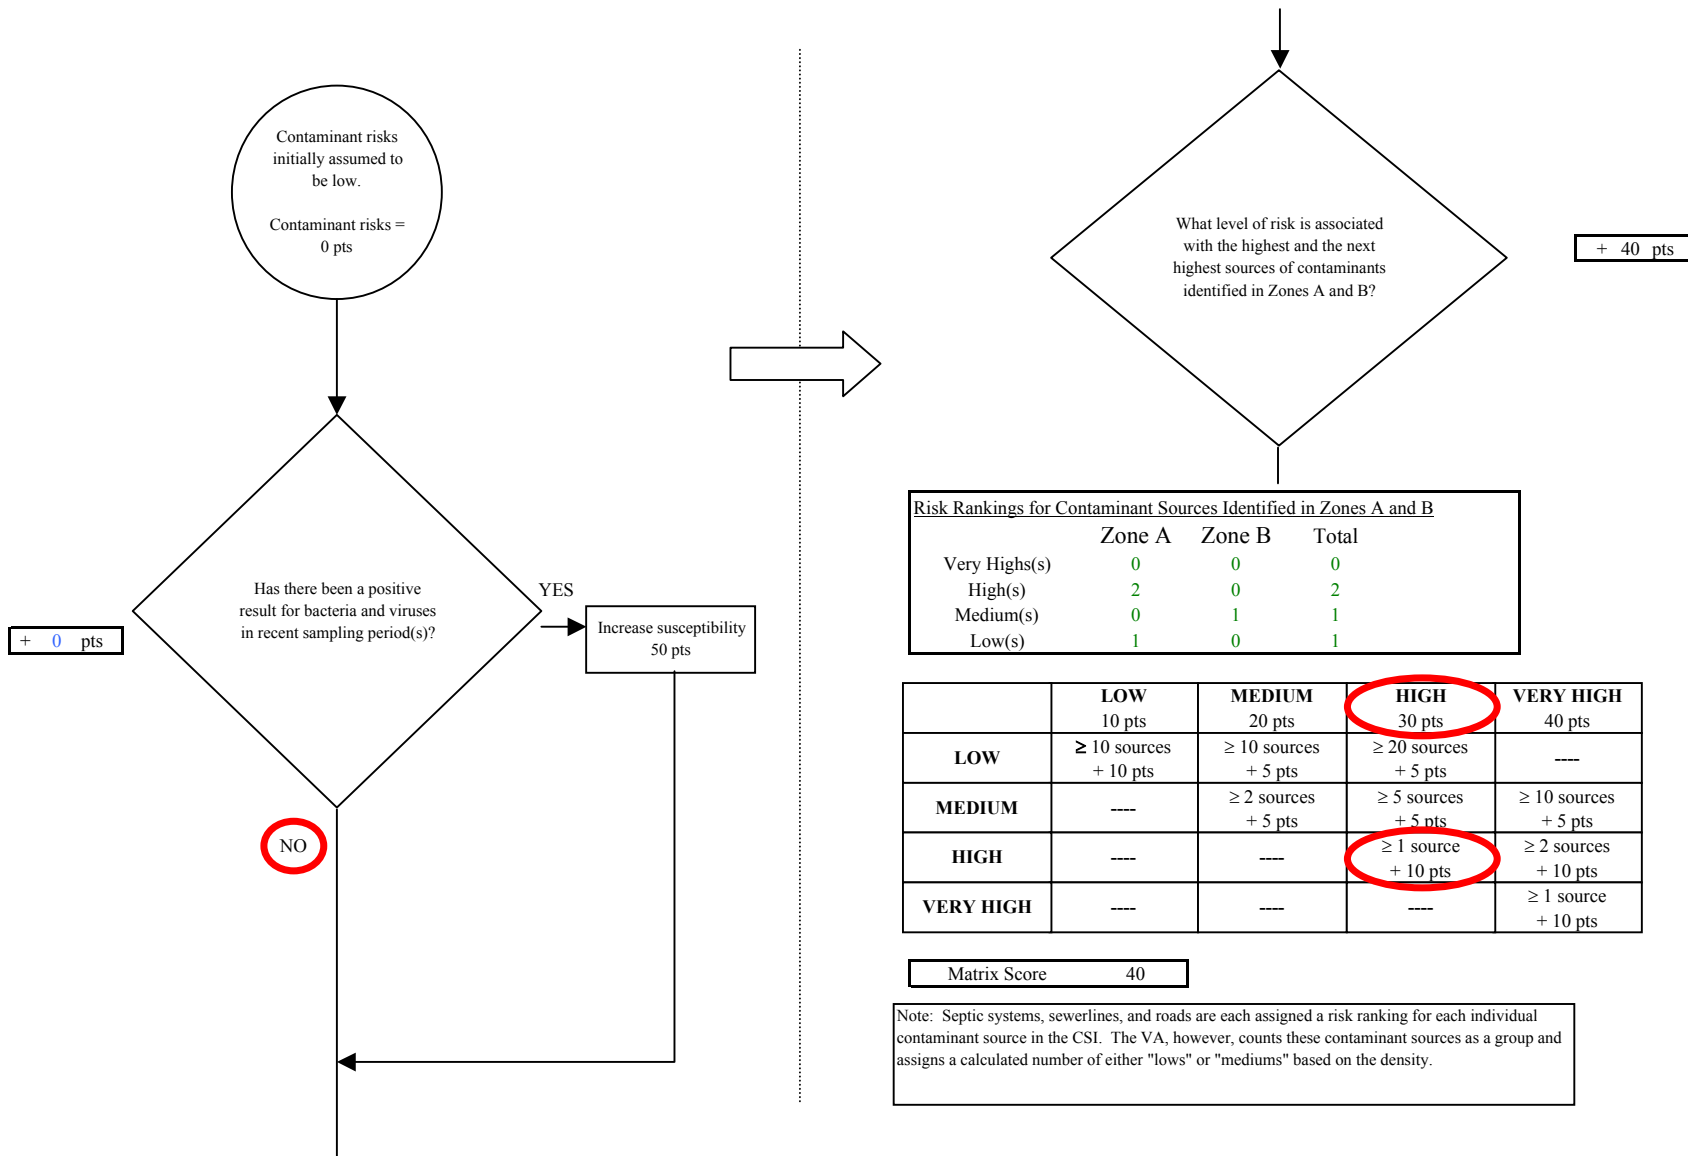 Contaminant risks
initially assumed to
be low.
Contaminant risks =
0 pts
Has there been a positive
result for bacteria and viruses
in recent sampling period(s)?
YES
+ 0 pts
Increase susceptibility
50 pts
NO
What level of risk is associated
with the highest and the next
highest sources of contaminants
identified in Zones A and B?
+ 40 pts
Risk Rankings for Contaminant Sources Identified in Zones A and B
Zone A Zone B Total
Very Highs(s) 0 0 0
High(s) 2 0 2
Medium(s) 0 1 1
Low(s) 1 0 1
LOW MEDIUM HIGH VERY HIGH
10 pts 20 pts 30 pts 40 pts
LOW ≥ 10 sources ≥ 10 sources ≥ 20 sources ----
+ 10 pts + 5 pts + 5 pts
MEDIUM ---- ≥ 2 sources ≥ 5 sources ≥ 10 sources
+ 5 pts + 5 pts + 5 pts
HIGH ---- ---- ≥ 1 source ≥ 2 sources
+ 10 pts + 10 pts
VERY HIGH ---- ---- ---- ≥ 1 source
+ 10 pts
Matrix Score 40
Note: Septic systems, sewerlines, and roads are each assigned a risk ranking for each individual
contaminant source in the CSI. The VA, however, counts these contaminant sources as a group and
assigns a calculated number of either "lows" or "mediums" based on the density.